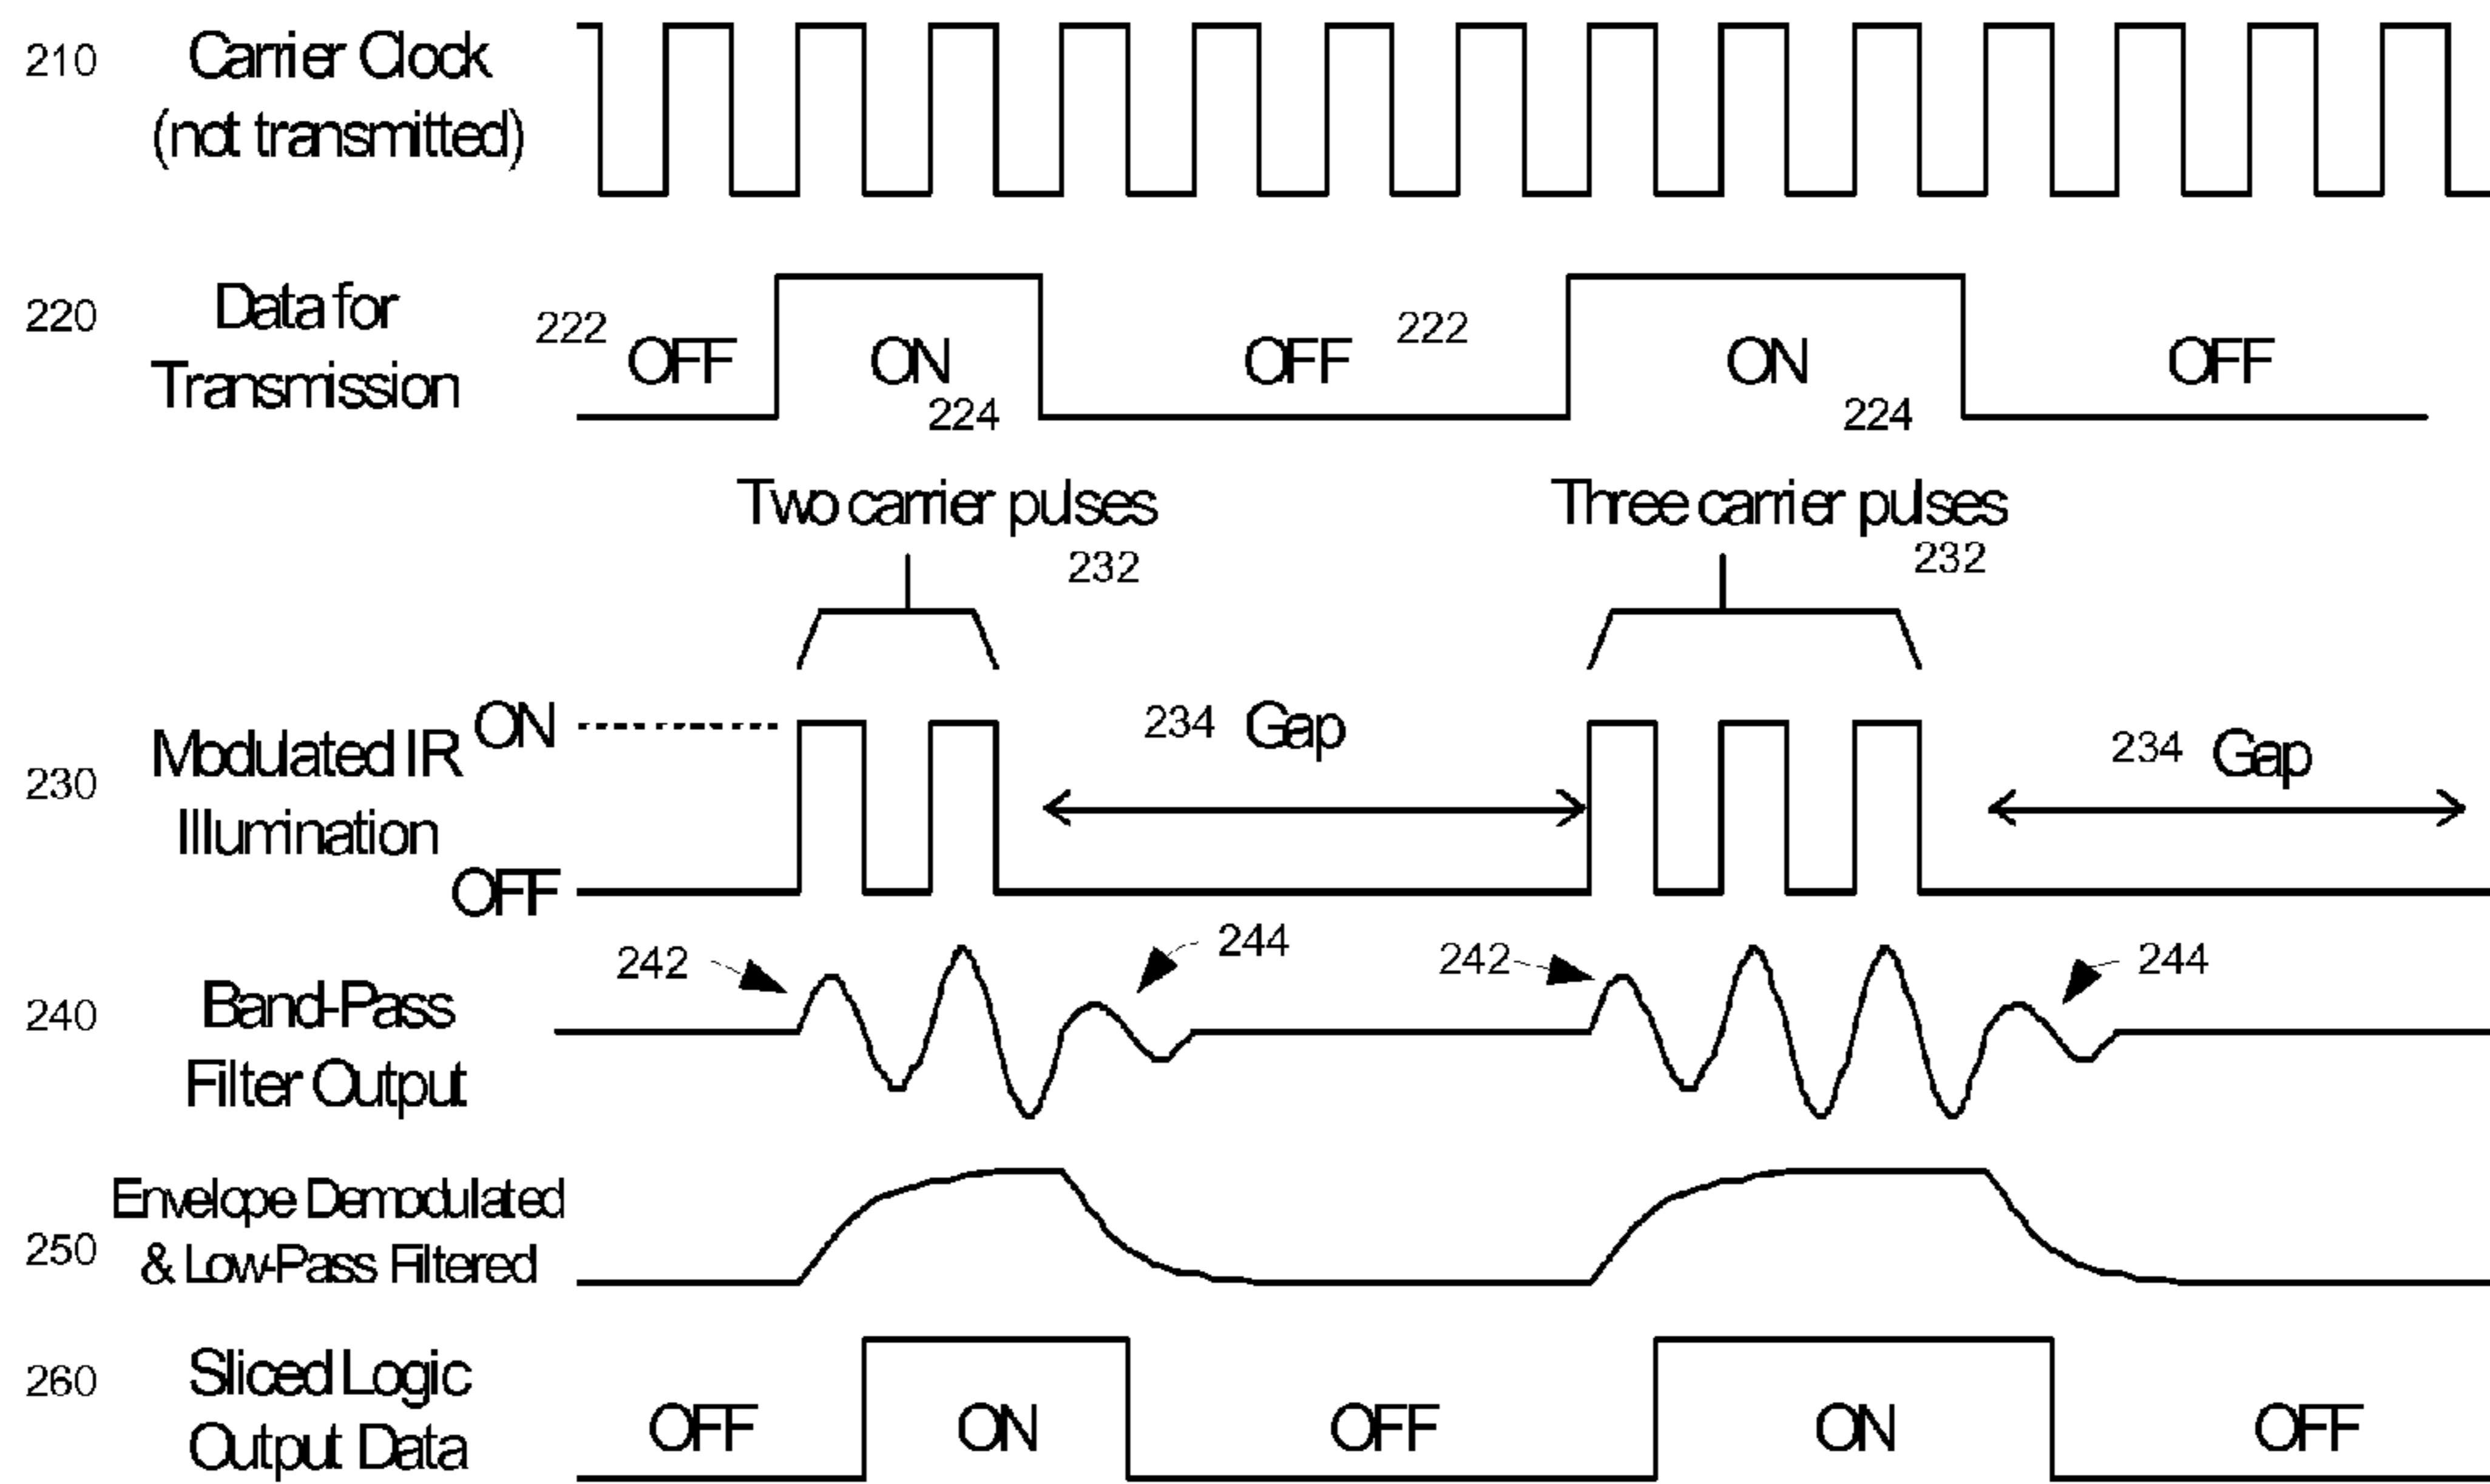 210 Carrier Clock
(not transmitted)
220 Data for
Transmission
222 OFF ON 224 OFF 222 ON 224 OFF
Two carrier pulses 232
Three carrier pulses 232
230 Modulated IR
Illumination
ON
OFF
234 Gap
234 Gap
240 Band-Pass
Filter Output
242 244 242 244
250 Envelope Demodulated
& Low-Pass Filtered
260 Sliced Logic
Output Data
OFF ON OFF ON OFF